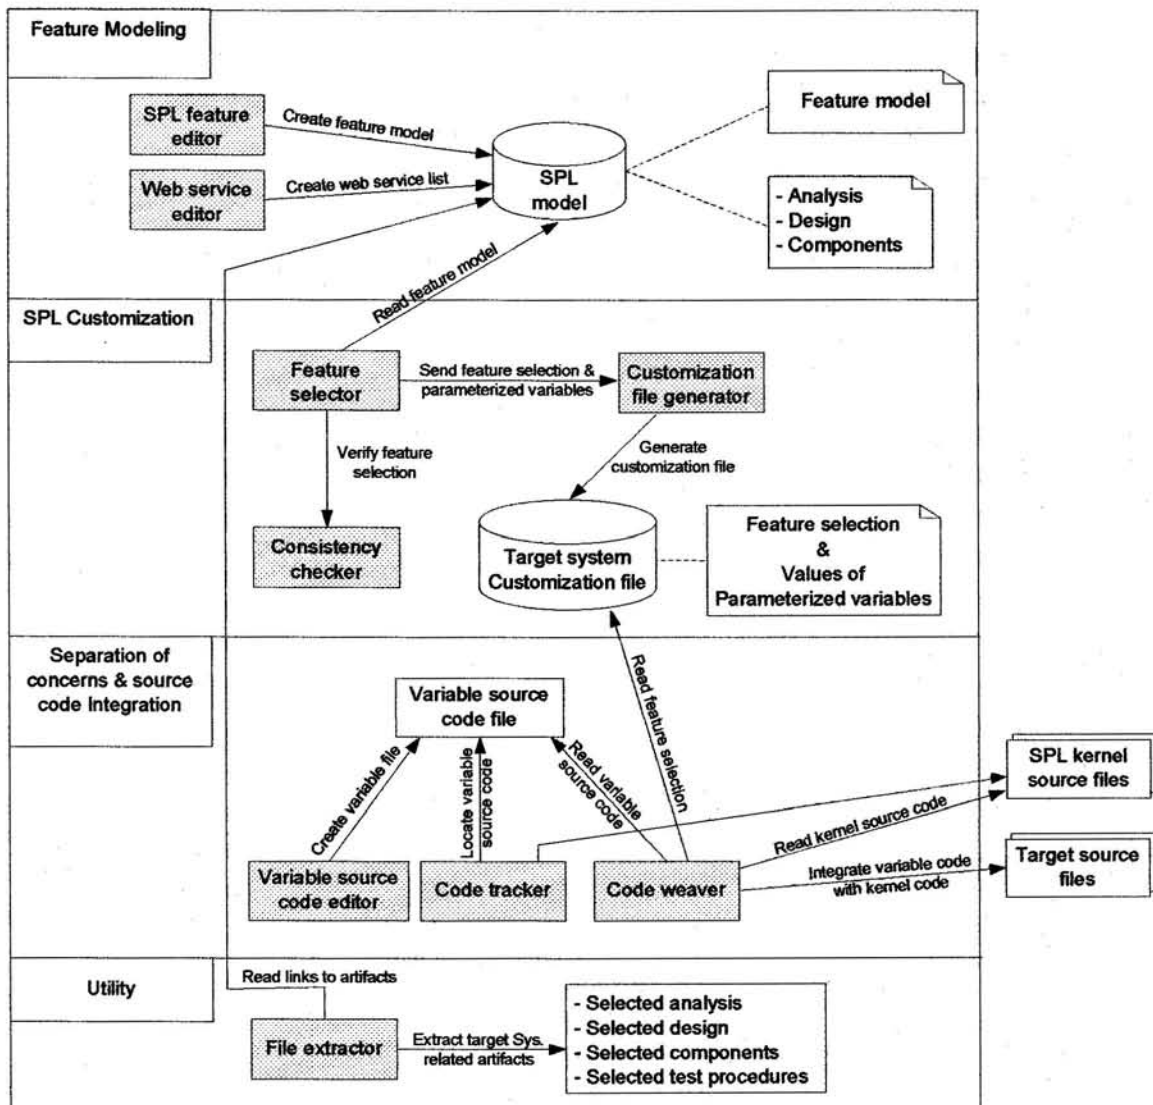 Feature Modeling
SPL feature
editor
Create feature model
Web service
editor
Create web service list
SPL
model
Feature model
- Analysis
- Design
- Components
Read feature model
SPL Customization
Feature
selector
Send feature selection &
parameterized variables
Customization
file generator
Verify feature
selection
Generate
customization file
Consistency
checker
Target system
Customization file
Feature selection
&
Values of
Parameterized variables
Separation of
concerns & source
code Integration
Variable source
code file
Create variable file
Locate variable
source code
Read variable
source code
Read feature selection
SPL kernel
source files
Read kernel source code
Variable source
code editor
Code tracker
Code weaver
Integrate variable code
with kernel code
Target source
files
Utility
Read links to artifacts
File extractor
Extract target Sys.
related artifacts
- Selected analysis
- Selected design
- Selected components
- Selected test procedures